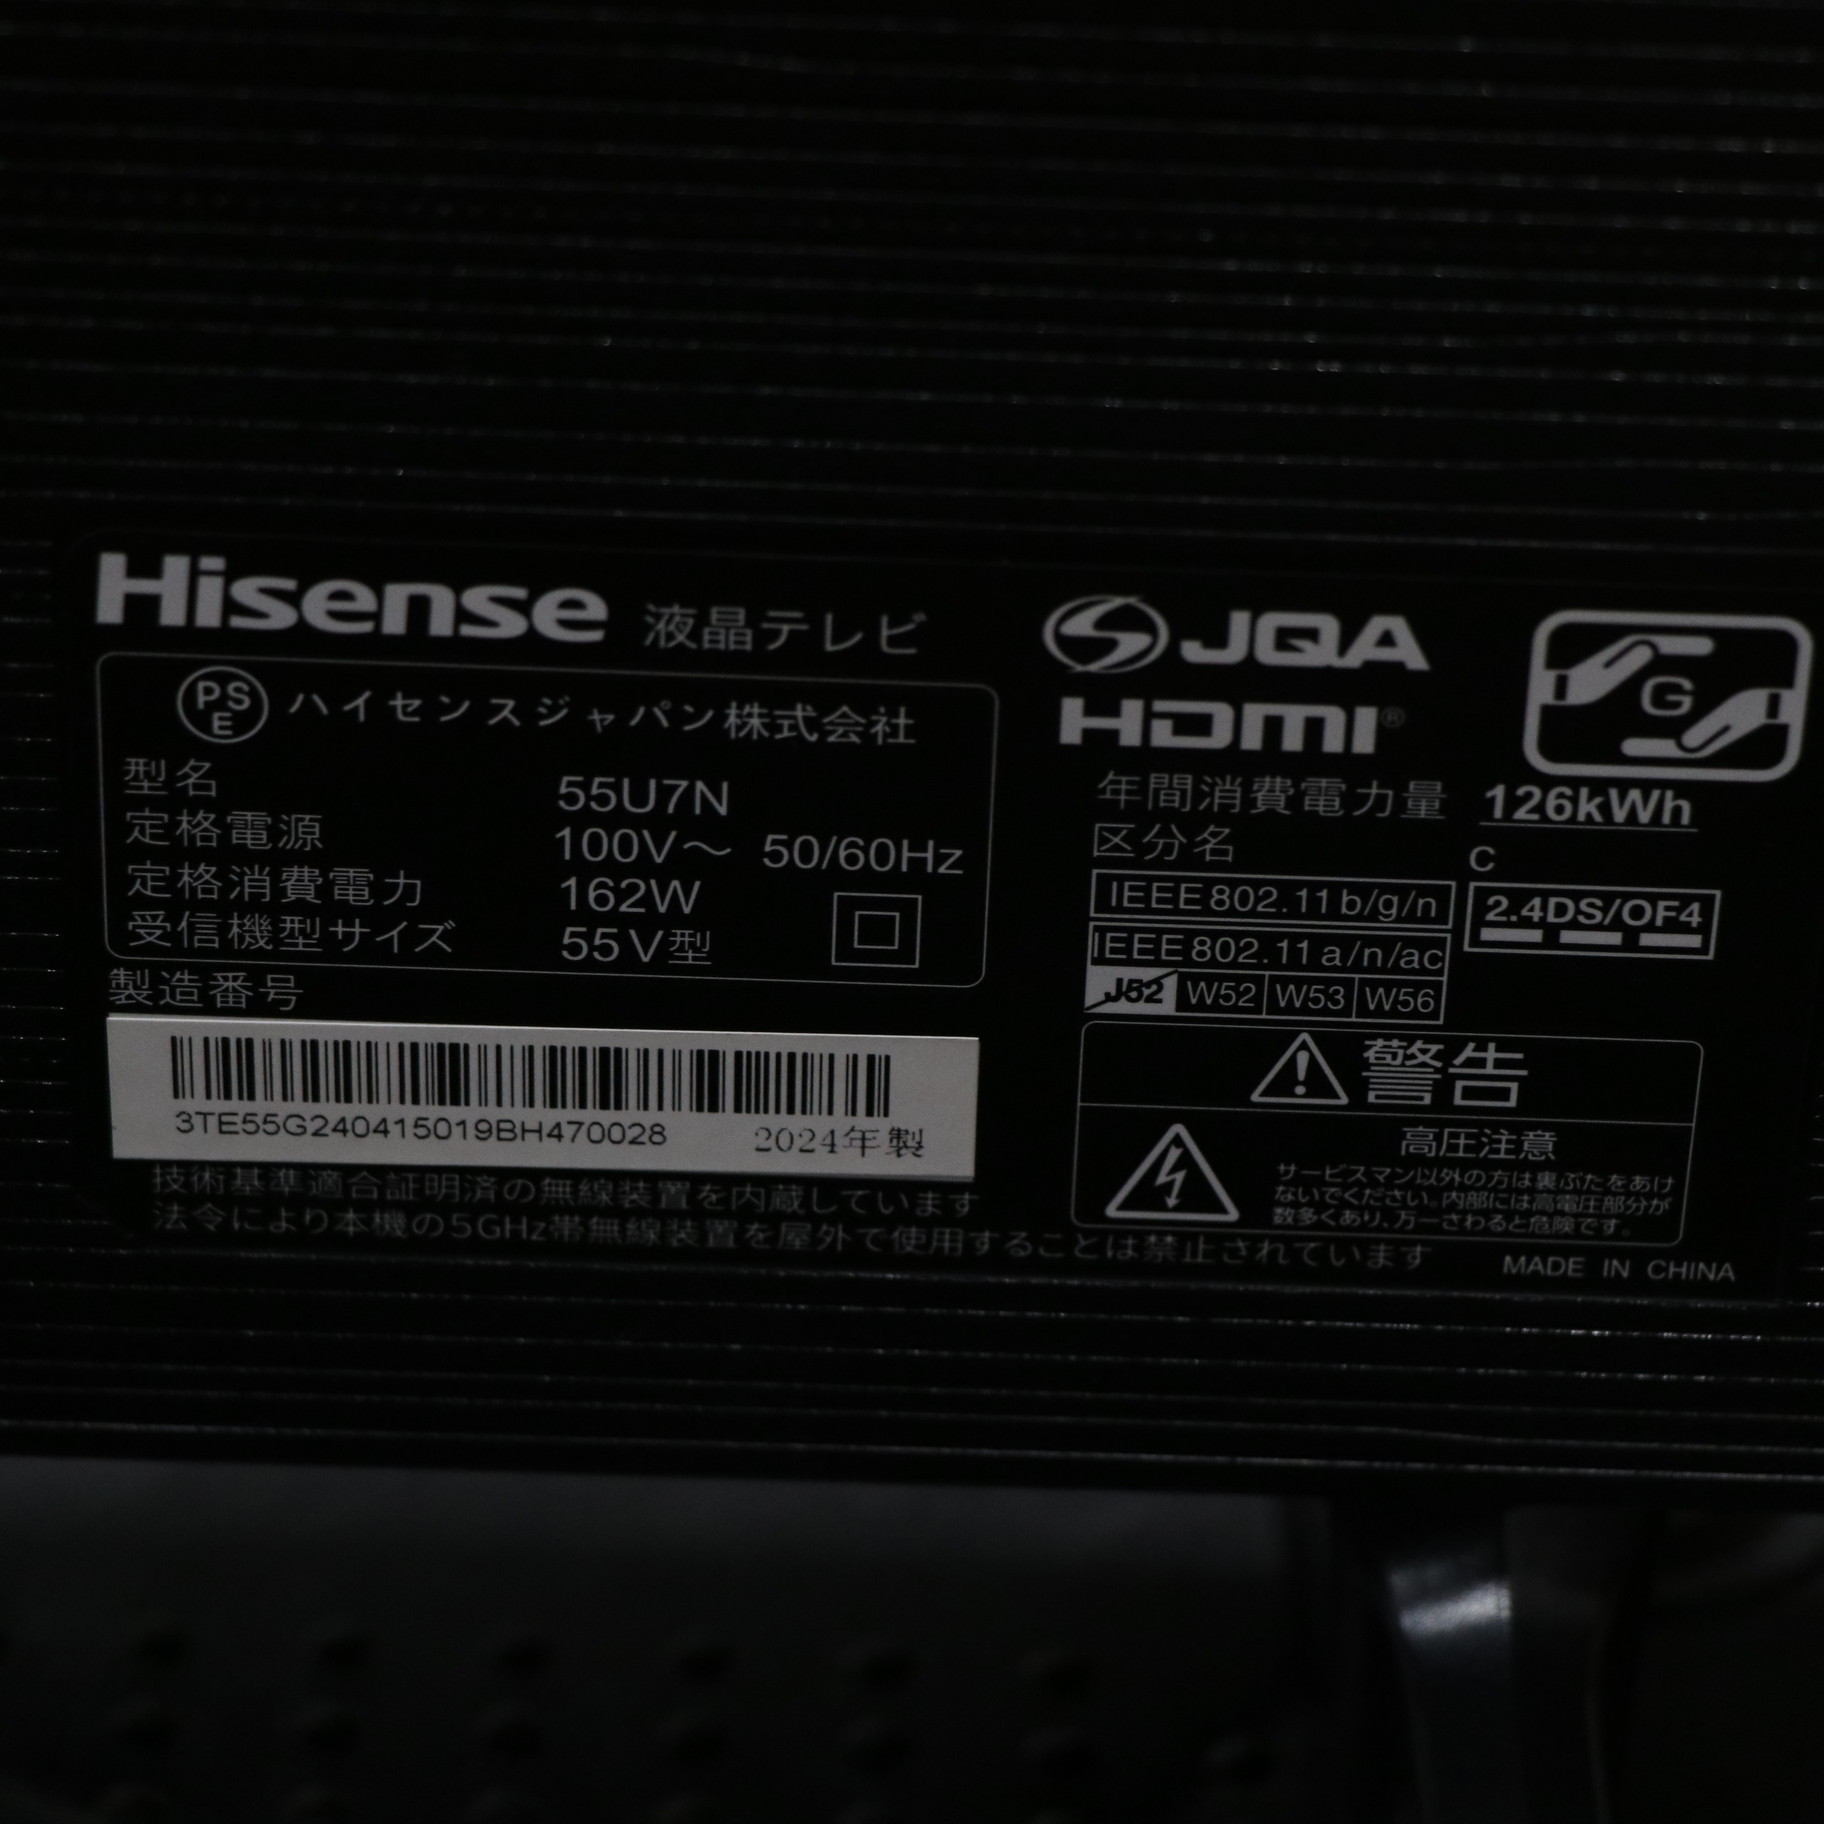 Hisense 液晶テレビ
PSE ハイセンスジャパン株式会社
型名 55U7N
定格電源 100V～ 50/60Hz
定格消費電力 162W
受信機型サイズ 55V型
製造番号
3TE55G240415019BH470028 2024年製
技術基準適合証明済の無線装置を内蔵しています
法令により本機の5GHz帯無線装置を屋外で使用することは禁止されています
JQA
HDMI®
G
年間消費電力量 126kWh
区分名 C
IEEE802.11b/g/n 2.4DS/OF4
IEEE802.11a/n/ac
J52 W52 W53 W56
警告
高圧注意
サービスマン以外の方は裏ぶたをあけ
ないでください。内部には高電圧部分が
数多くあり、万一さわると危険です。
MADE IN CHINA